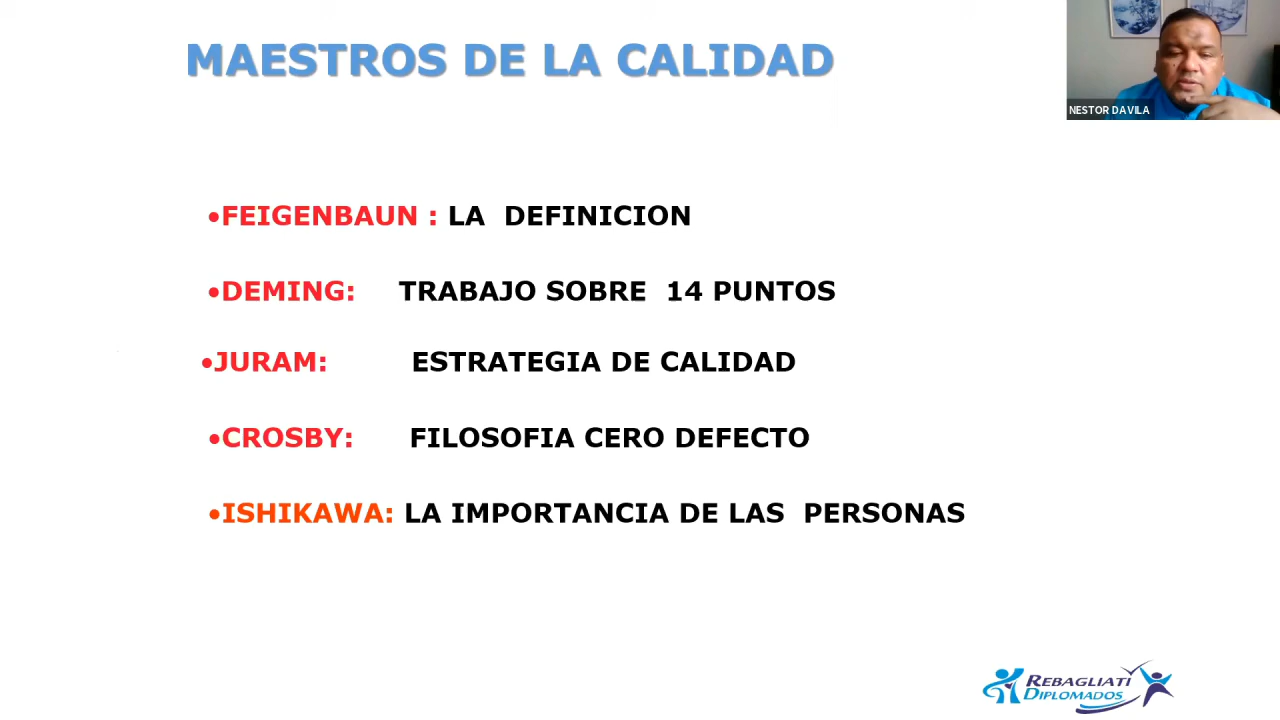 MAESTROS DE LA CALIDAD
NESTOR DAVILA
•FEIGENBAUN : LA DEFINICION
•DEMING: TRABAJO SOBRE 14 PUNTOS
•JURAM: ESTRATEGIA DE CALIDAD
•CROSBY: FILOSOFIA CERO DEFECTO
•ISHIKAWA: LA IMPORTANCIA DE LAS PERSONAS
REBAGLIATI
DIPLOMADOS